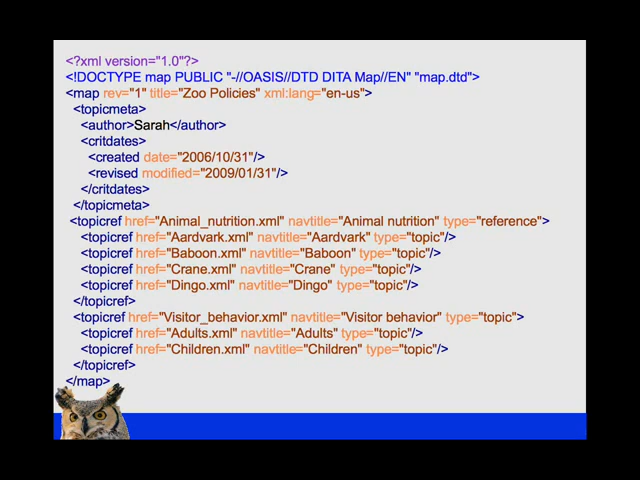 <?xml version="1.0"?>
<!DOCTYPE map PUBLIC "-//OASIS//DTD DITA Map//EN" "map.dtd">
<map rev="1" title="Zoo Policies" xml:lang="en-us">
<topicmeta>
<author>Sarah</author>
<critdates>
<created date="2006/10/31"/>
<revised modified="2009/01/31"/>
</critdates>
</topicmeta>
<topicref href="Animal_nutrition.xml" navtitle="Animal nutrition" type="reference">
<topicref href="Aardvark.xml" navtitle="Aardvark" type="topic"/>
<topicref href="Baboon.xml" navtitle="Baboon" type="topic"/>
<topicref href="Crane.xml" navtitle="Crane" type="topic"/>
<topicref href="Dingo.xml" navtitle="Dingo" type="topic"/>
</topicref>
<topicref href="Visitor_behavior.xml" navtitle="Visitor behavior" type="topic">
<topicref href="Adults.xml" navtitle="Adults" type="topic"/>
<topicref href="Children.xml" navtitle="Children" type="topic"/>
</topicref>
</map>